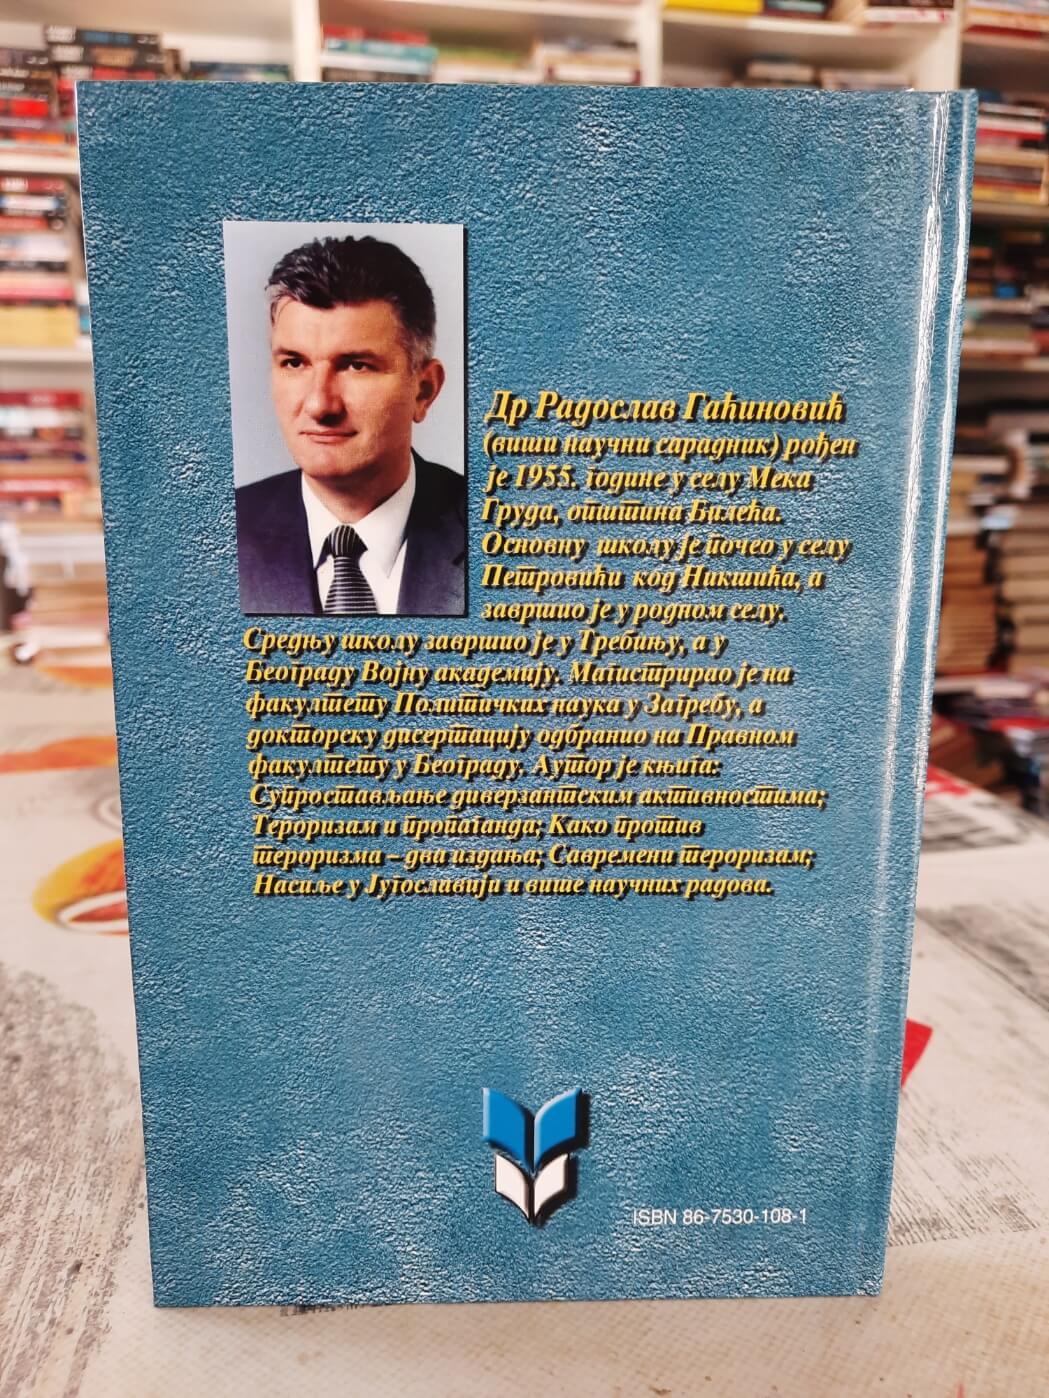 Др Радослав Гаћиновић
(виши научни сарадник) рођен
је 1955. године у селу Мека
Груда, општина Билећа.
Основну школу је почео у селу
Петровићи код Никшића, а
завршио је у родном селу.
Средњу школу завршио је у Требињу, а у
Београду Војну академију. Магистрирао је на
факултету Политичких наука у Загребу, а
докторску дисертацију одбранио на Правном
факултету у Београду. Аутор је књига:
Супростављање диверзантским активностима;
Тероризам и пропаганда; Како против
тероризма – два издања; Савремени тероризам;
Насиље у Југославији и више научних радова.
ISBN 86-7530-108-1